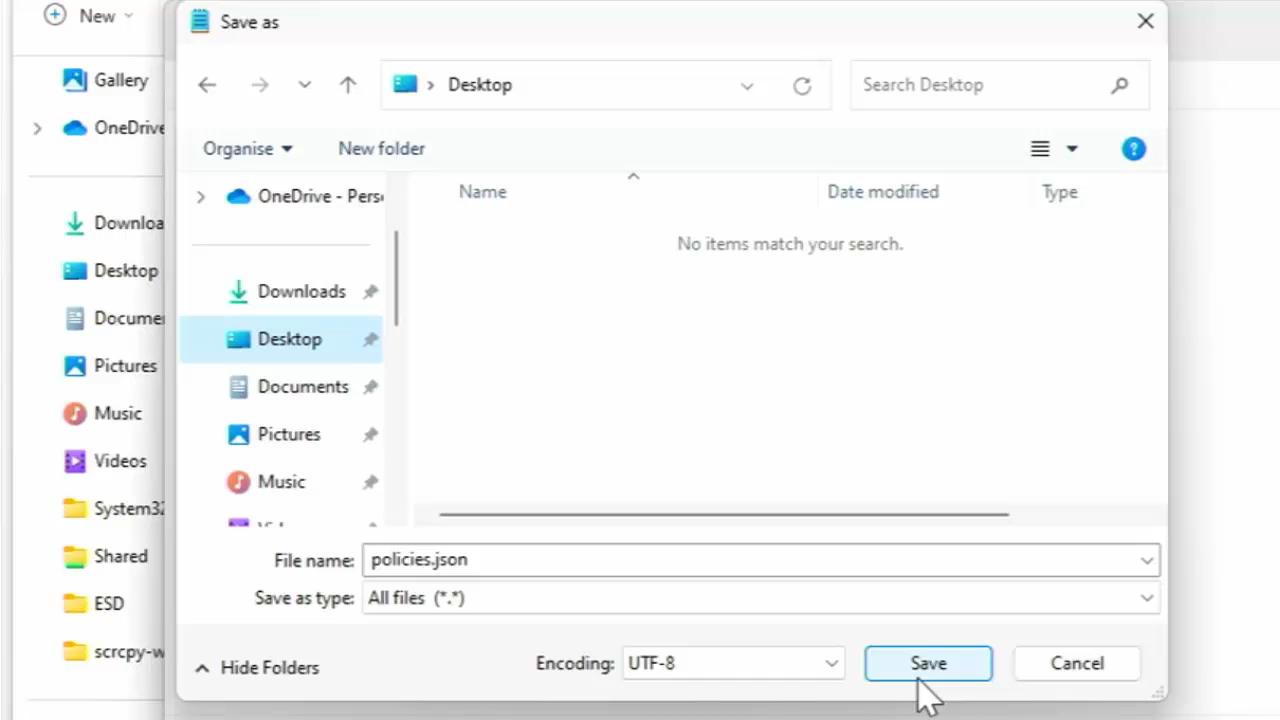 New
Save as
Gallery
OneDrive
Desktop
Search Desktop
Organise
New folder
OneDrive - Perso
Name
Date modified
Type
No items match your search.
Downloa
Desktop
Documen
Pictures
Music
Videos
System32
Shared
ESD
scrcpy-w
Downloads
Desktop
Documents
Pictures
Music
File name: policies.json
Save as type: All files (*.*)
Hide Folders
Encoding: UTF-8
Save
Cancel